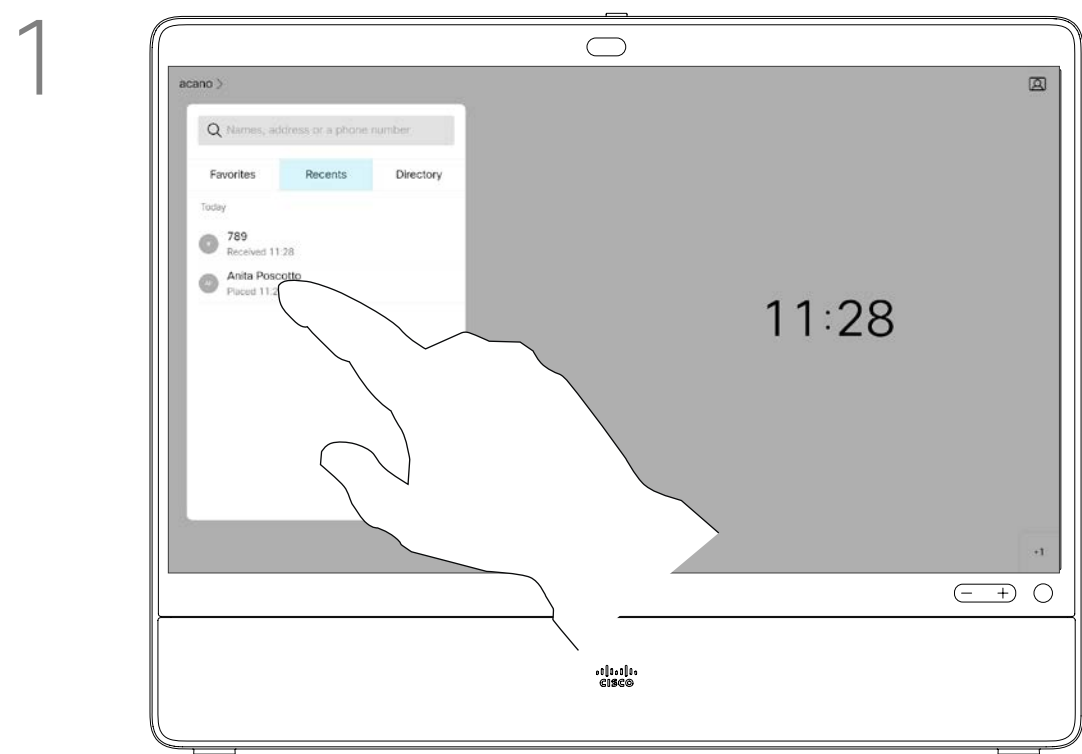 1
acano >
Names, address or a phone number
Favorites Recents Directory
Today
789
Received 11:28
Anita Poscotto
Placed 11:2
11:28
+1
− +
CISCO